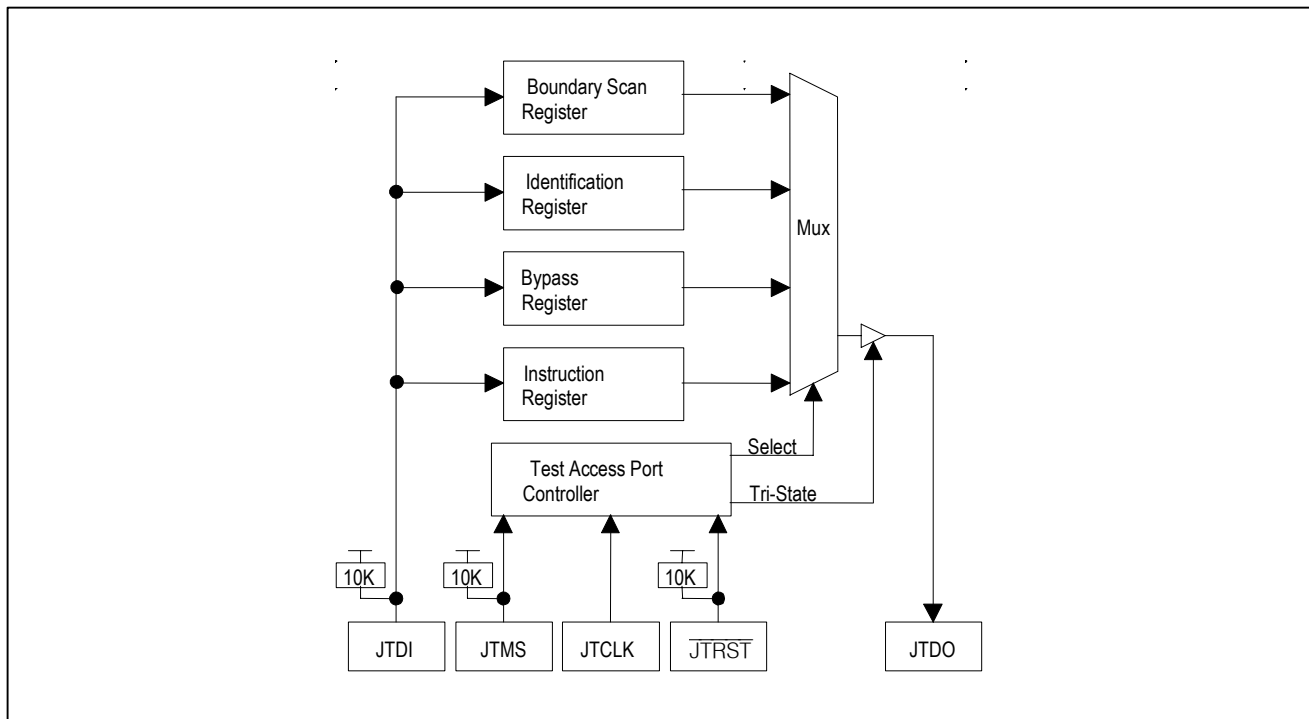 Boundary Scan
Register
Identification
Register
Mux
Bypass
Register
Instruction
Register
Select
Test Access Port
Controller
Tri-State
10K
10K
10K
JTDI
JTMS
JTCLK
JTRST
JTDO